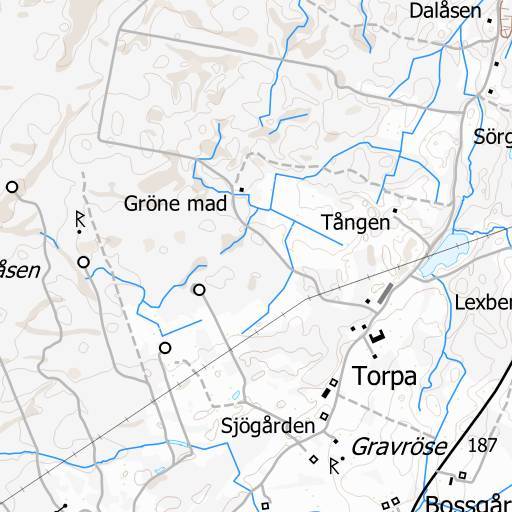 Dalåsen
Sörg
Gröne mad
Tången
åsen
Lexber
Torpa
Sjögården
Gravröse
187
Bossgår